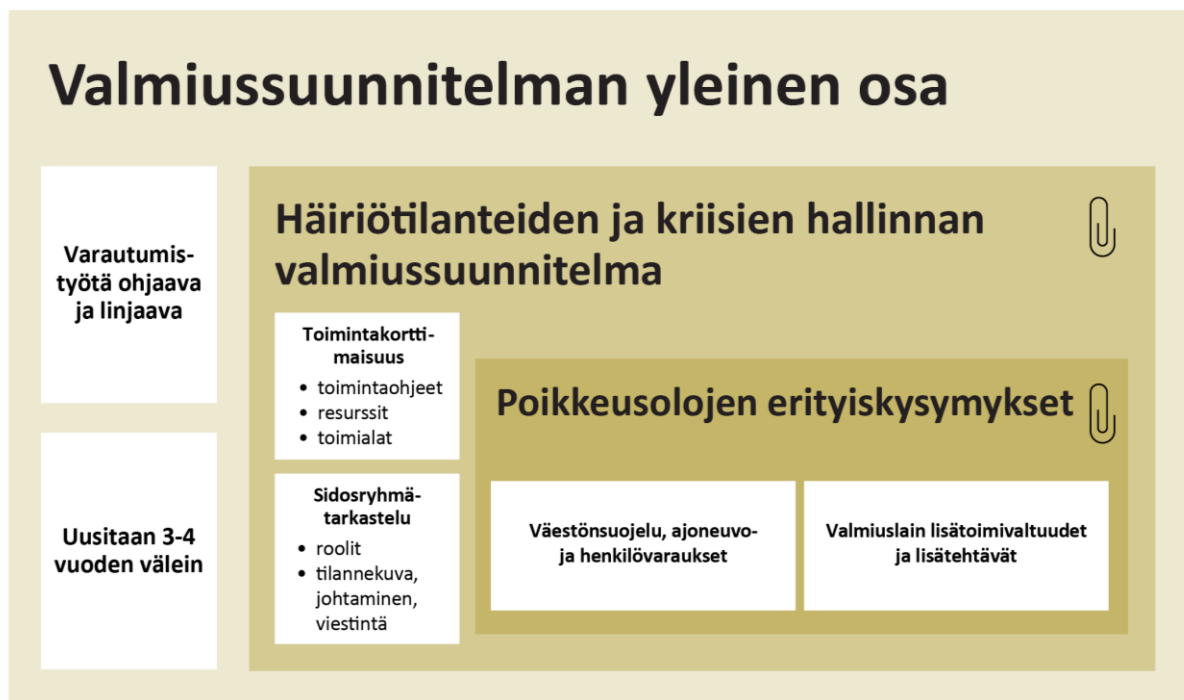 Valmiussuunnitelman yleinen osa
Varautumis-
työtä ohjaava
ja linjaava
Uusitaan 3-4
vuoden välein
Häiriötilanteiden ja kriisien hallinnan
valmiussuunnitelma
Toimintakortti-
maisuus
• toimintaohjeet
• resurssit
• toimialat
Sidosryhmä-
tarkastelu
• roolit
• tilannekuva,
johtaminen,
viestintä
Poikkeusolojen erityiskysymykset
Väestönsuojelu, ajoneuvo-
ja henkilövaraukset
Valmiuslain lisätoimivaltuudet
ja lisätehtävät